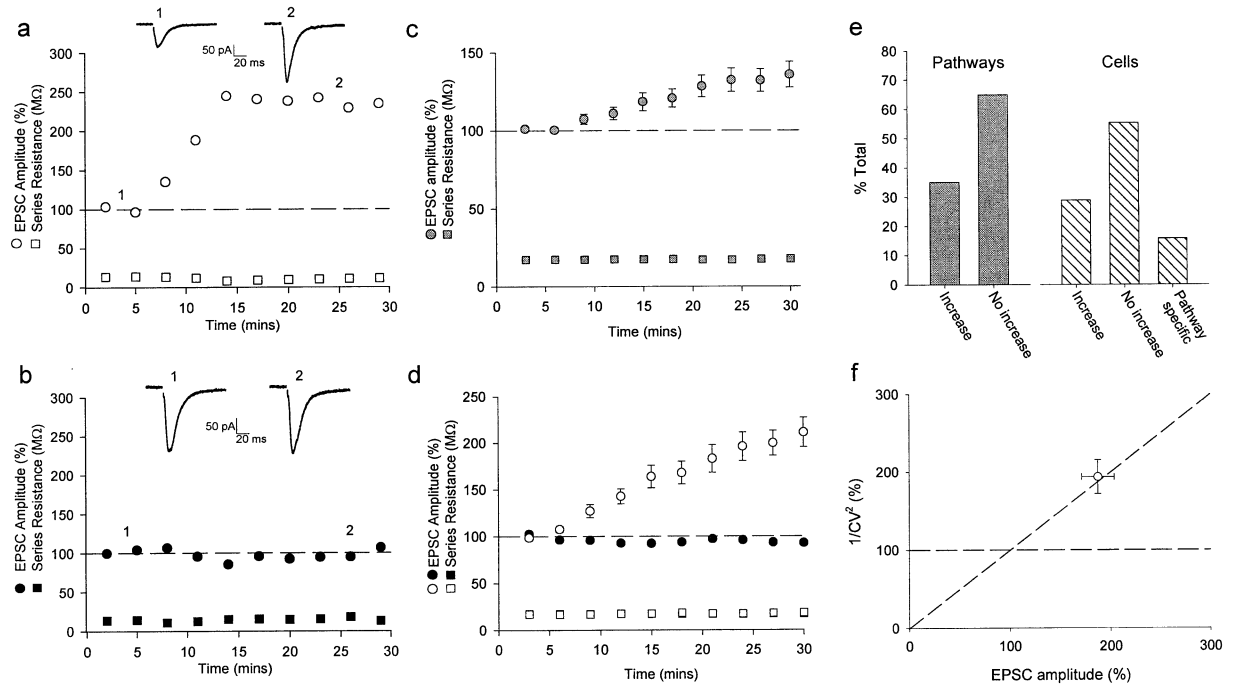 a
1
2
50 pA
20 ms
EPSC Amplitude (%)
Series Resistance (MΩ)
300
250
200
150
100
50
0
1
2
0 5 10 15 20 25 30
Time (mins)
b
1
2
50 pA
20 ms
EPSC Amplitude (%)
Series Resistance (MΩ)
300
250
200
150
100
50
0
1
2
0 5 10 15 20 25 30
Time (mins)
c
EPSC amplitude (%)
Series Resistance (MΩ)
150
100
50
0
0 5 10 15 20 25 30
Time (mins)
d
EPSC Amplitude (%)
Series Resistance (MΩ)
250
200
150
100
50
0
0 5 10 15 20 25 30
Time (mins)
e
% Total
80
70
60
50
40
30
20
10
0
Pathways
Cells
Increase
No increase
Increase
No increase
Pathway
specific
f
1/CV² (%)
300
200
100
0
0 100 200 300
EPSC amplitude (%)